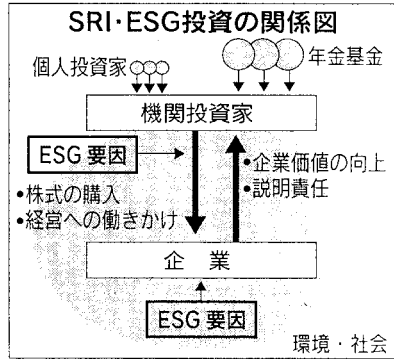 SRI・ESG投資の関係図
個人投資家
年金基金
機関投資家
ESG 要因
•企業価値の向上
•説明責任
•株式の購入
•経営への働きかけ
企　業
ESG 要因
環境・社会